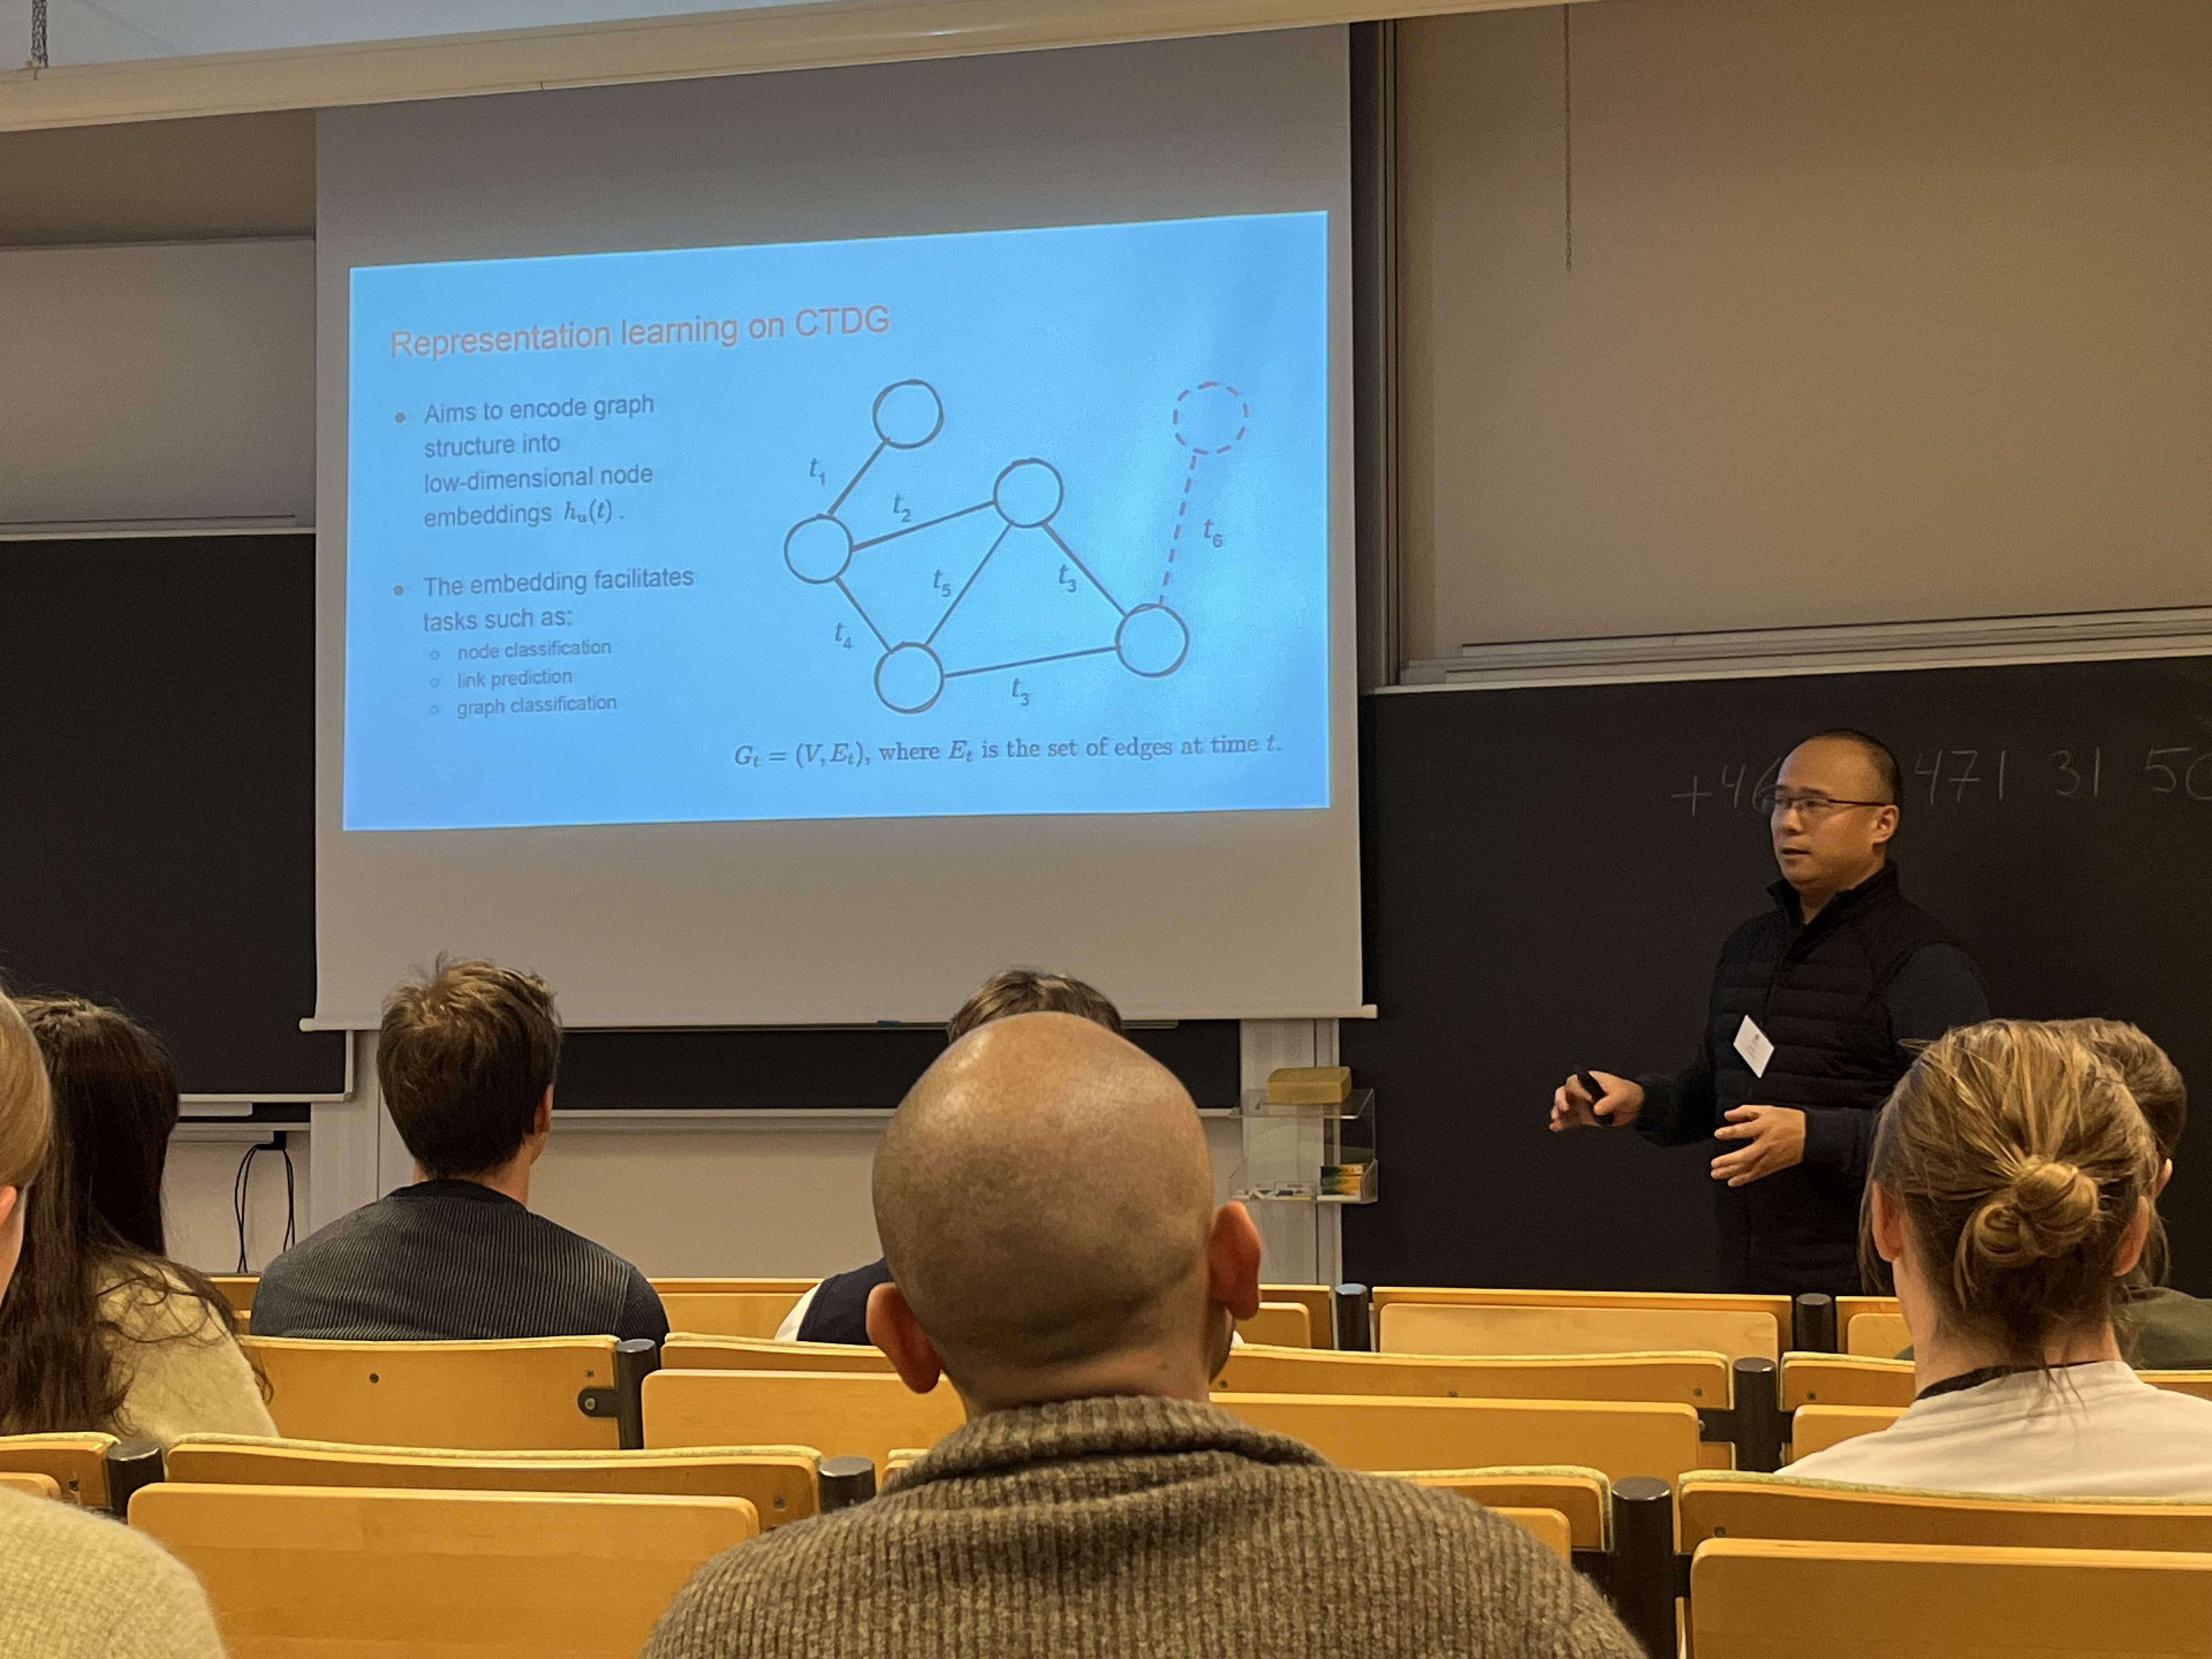 Representation learning on CTDG
● Aims to encode graph
structure into
low-dimensional node
embeddings hᵤ(t) .
● The embedding facilitates
tasks such as:
○ node classification
○ link prediction
○ graph classification
t₁
t₂
t₆
t₅
t₃
t₄
t₃
Gₜ = (V, Eₜ), where Eₜ is the set of edges at time t.
+46 471 31 50